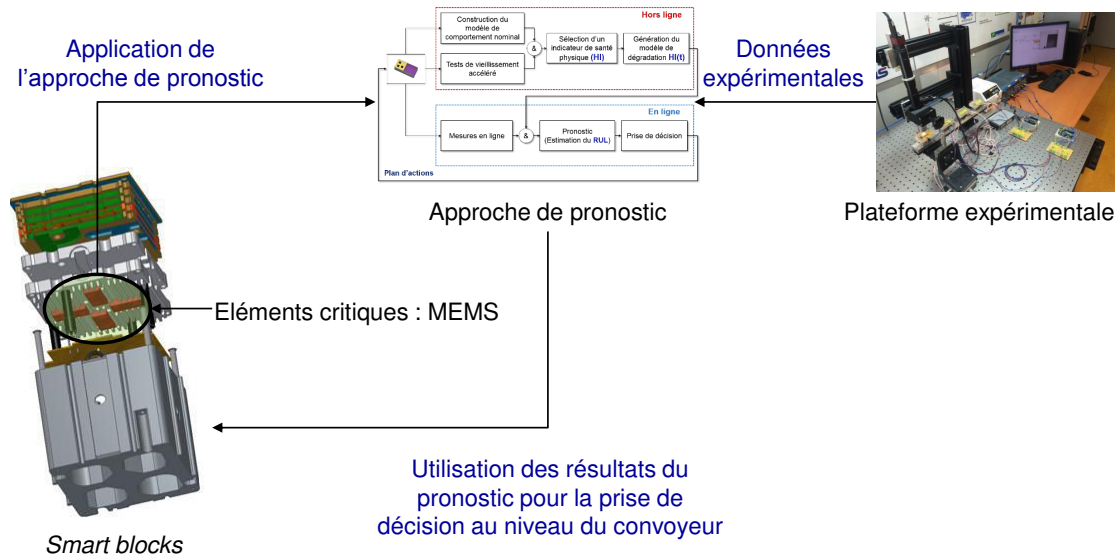 Application de
l'approche de pronostic
Hors ligne
Construction du
modèle de
comportement nominal
Tests de vieillissement
accéléré
&
Sélection d'un
indicateur de santé
physique (HI)
Génération du
modèle de
dégradation HI(t)
En ligne
Mesures en ligne
&
Pronostic
(Estimation du RUL)
Prise de décision
Plan d'actions
Données
expérimentales
Approche de pronostic
Plateforme expérimentale
Eléments critiques : MEMS
Utilisation des résultats du
pronostic pour la prise de
décision au niveau du convoyeur
Smart blocks